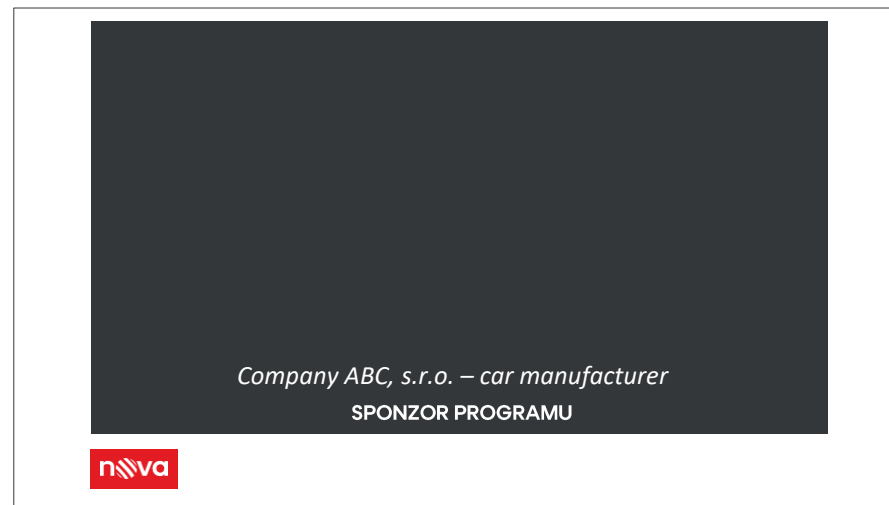 Company ABC, s.r.o. – car manufacturer
SPONZOR PROGRAMU
nova